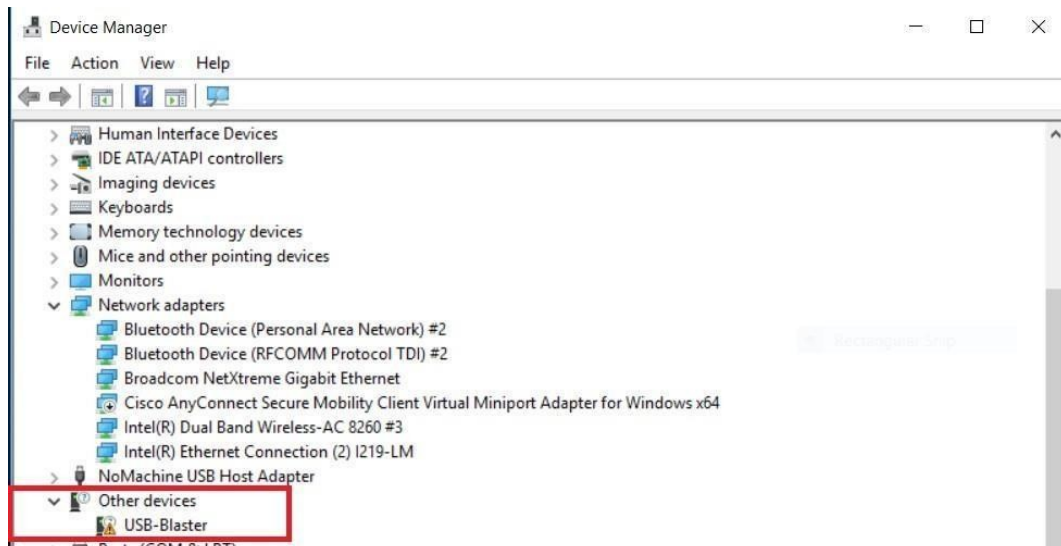 Device Manager
File Action View Help
Human Interface Devices
IDE ATA/ATAPI controllers
Imaging devices
Keyboards
Memory technology devices
Mice and other pointing devices
Monitors
Network adapters
Bluetooth Device (Personal Area Network) #2
Bluetooth Device (RFCOMM Protocol TDI) #2
Rectangular Snip
Broadcom NetXtreme Gigabit Ethernet
Cisco AnyConnect Secure Mobility Client Virtual Miniport Adapter for Windows x64
Intel(R) Dual Band Wireless-AC 8260 #3
Intel(R) Ethernet Connection (2) I219-LM
NoMachine USB Host Adapter
Other devices
USB-Blaster